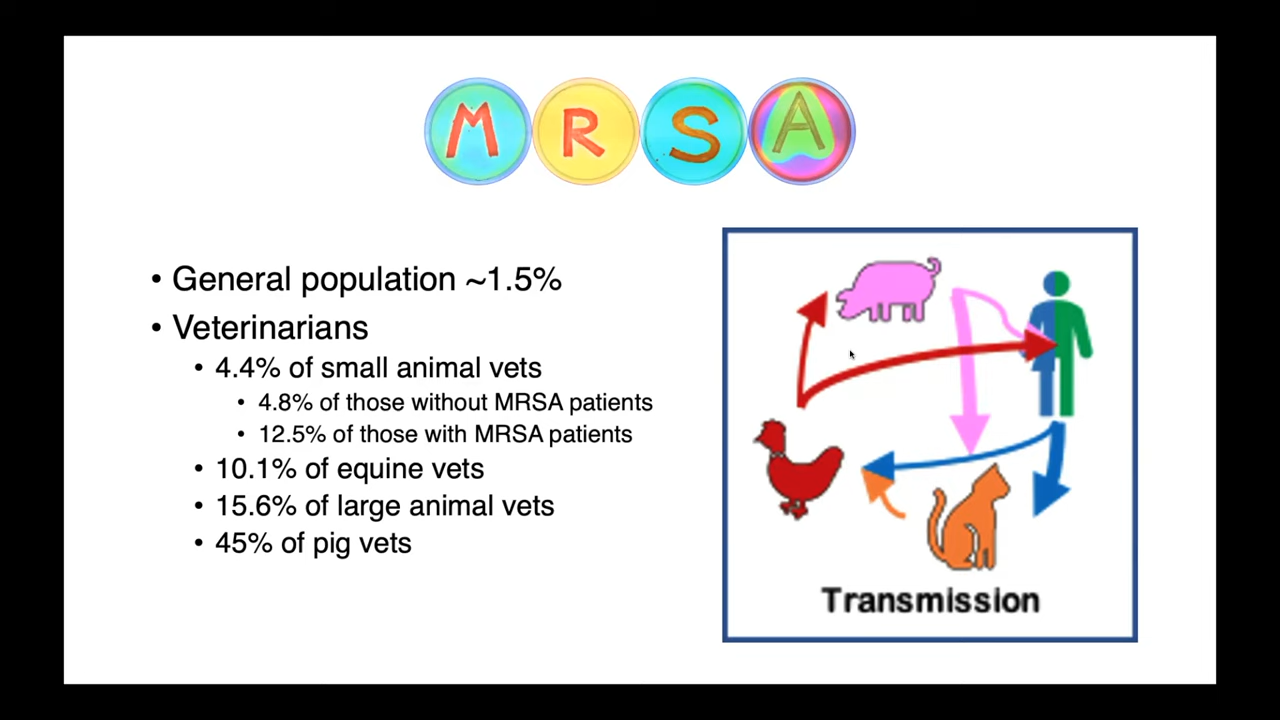 MRSA
• General population ~1.5%
• Veterinarians
• 4.4% of small animal vets
• 4.8% of those without MRSA patients
• 12.5% of those with MRSA patients
• 10.1% of equine vets
• 15.6% of large animal vets
• 45% of pig vets
Transmission